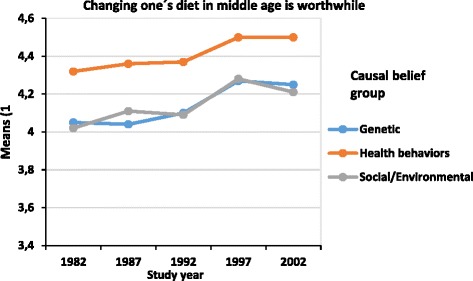 Changing one´s diet in middle age is worthwhile
4,6
4,4
4,2
4
3,8
3,6
3,4
Means (1
1982 1987 1992 1997 2002
Study year
Causal belief
group
Genetic
Health behaviors
Social/Environmental